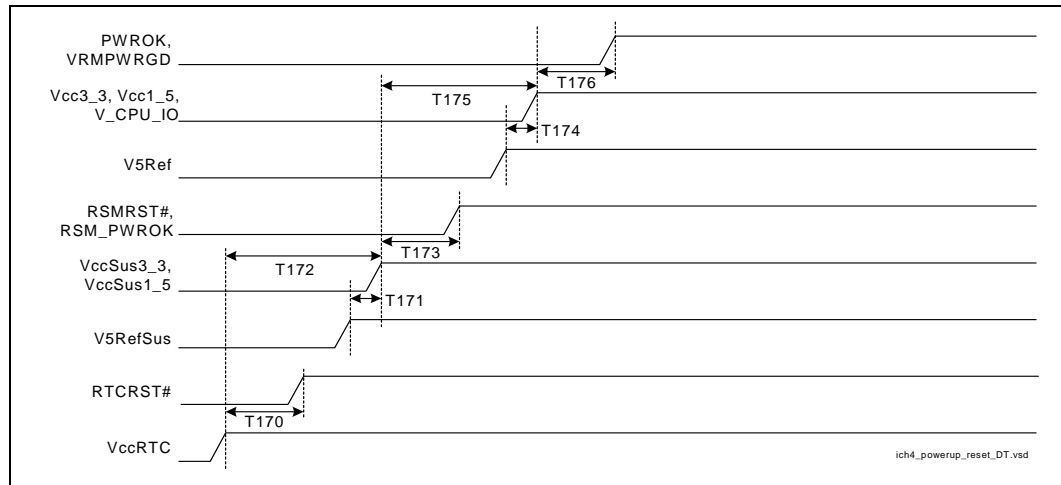 PWROK,
VRMPWRGD
T176
T175
Vcc3_3, Vcc1_5,
V_CPU_IO
T174
V5Ref
RSMRST#,
RSM_PWROK
T173
T172
VccSus3_3,
VccSus1_5
T171
V5RefSus
RTCRST#
T170
VccRTC
ich4_powerup_reset_DT.vsd